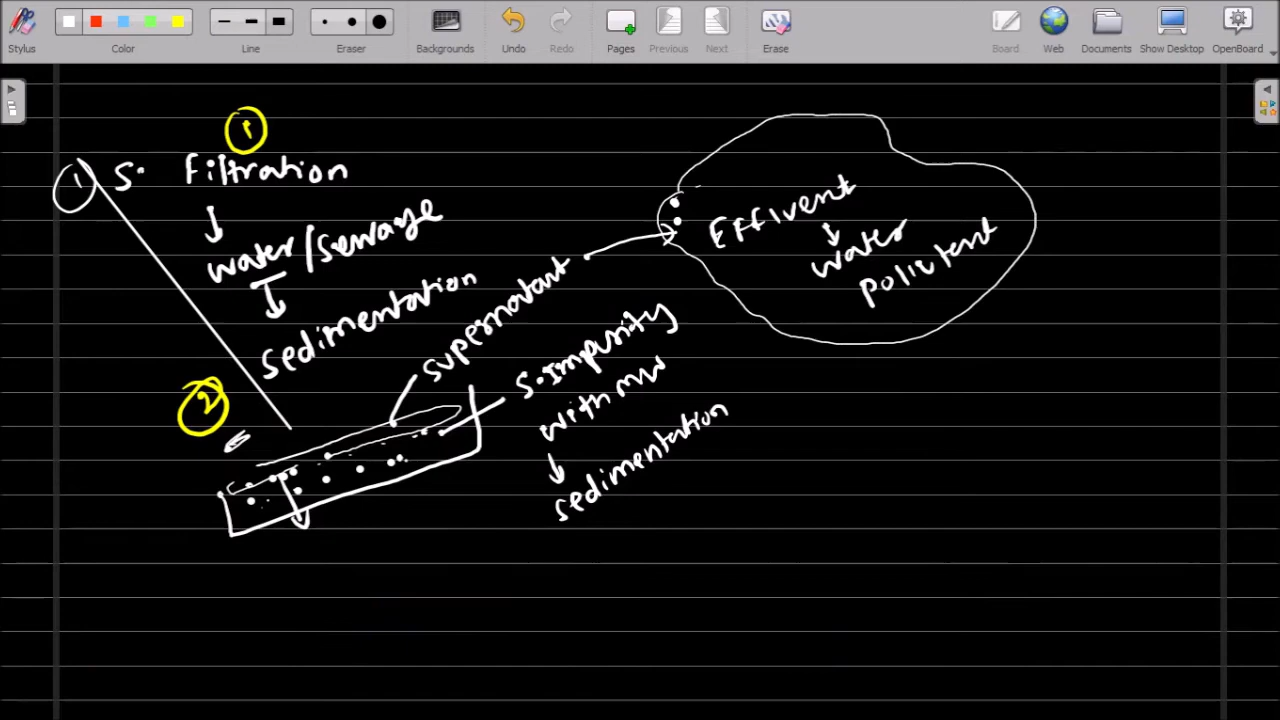 Stylus
Color
Line
Eraser
Backgrounds
Undo
Redo
Pages
Previous
Next
Erase
Board
Web
Documents
Show Desktop
OpenBoard
1
1 S. Filtration
water/sewage
sedimentation
2
supernatant
S.Impurity
with MW
sedimentation
Effluent
water
pollutent